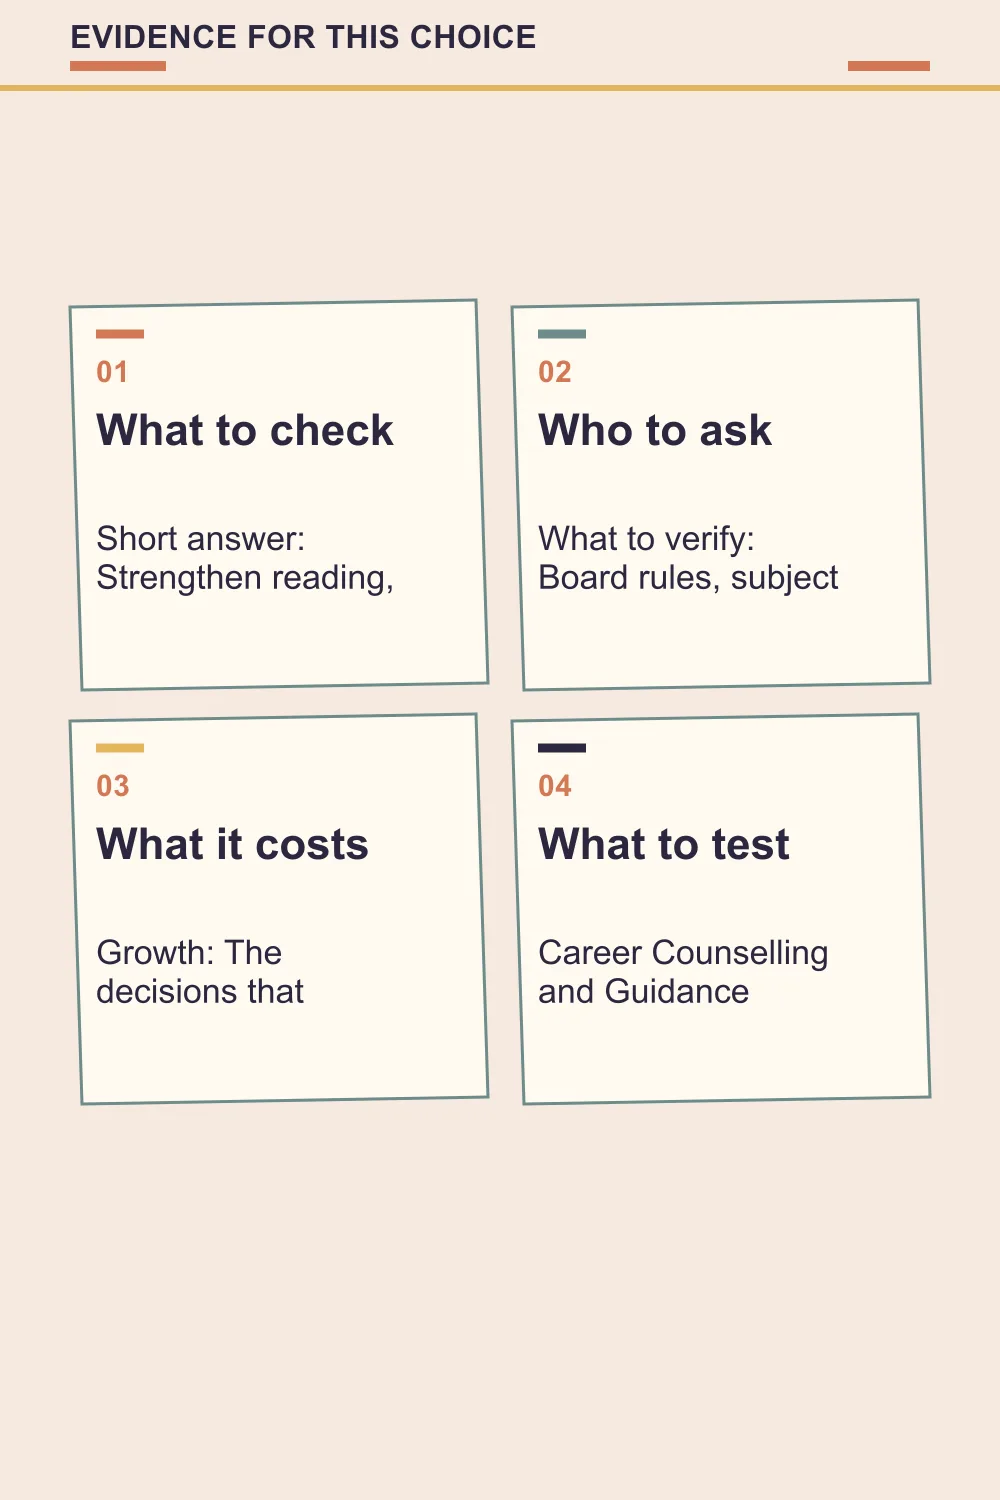 EVIDENCE FOR THIS CHOICE
01
What to check
Short answer:
Strengthen reading,
02
Who to ask
What to verify:
Board rules, subject
03
What it costs
Growth: The
decisions that
04
What to test
Career Counselling
and Guidance